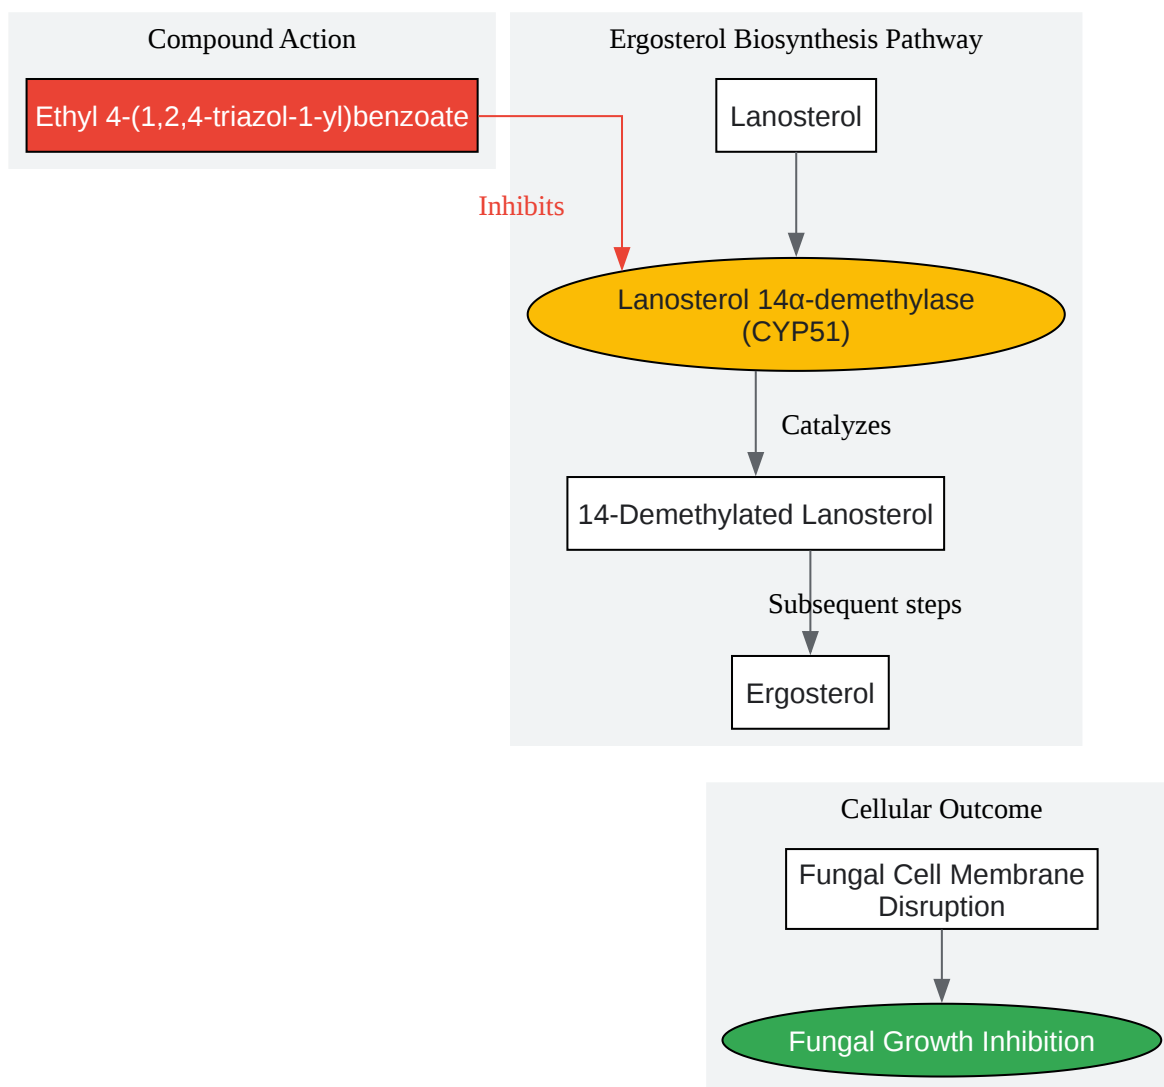 Compound Action
Ethyl 4-(1,2,4-triazol-1-yl)benzoate
Inhibits
Ergosterol Biosynthesis Pathway
Lanosterol
Lanosterol 14α-demethylase
(CYP51)
Catalyzes
14-Demethylated Lanosterol
Subsequent steps
Ergosterol
Cellular Outcome
Fungal Cell Membrane
Disruption
Fungal Growth Inhibition